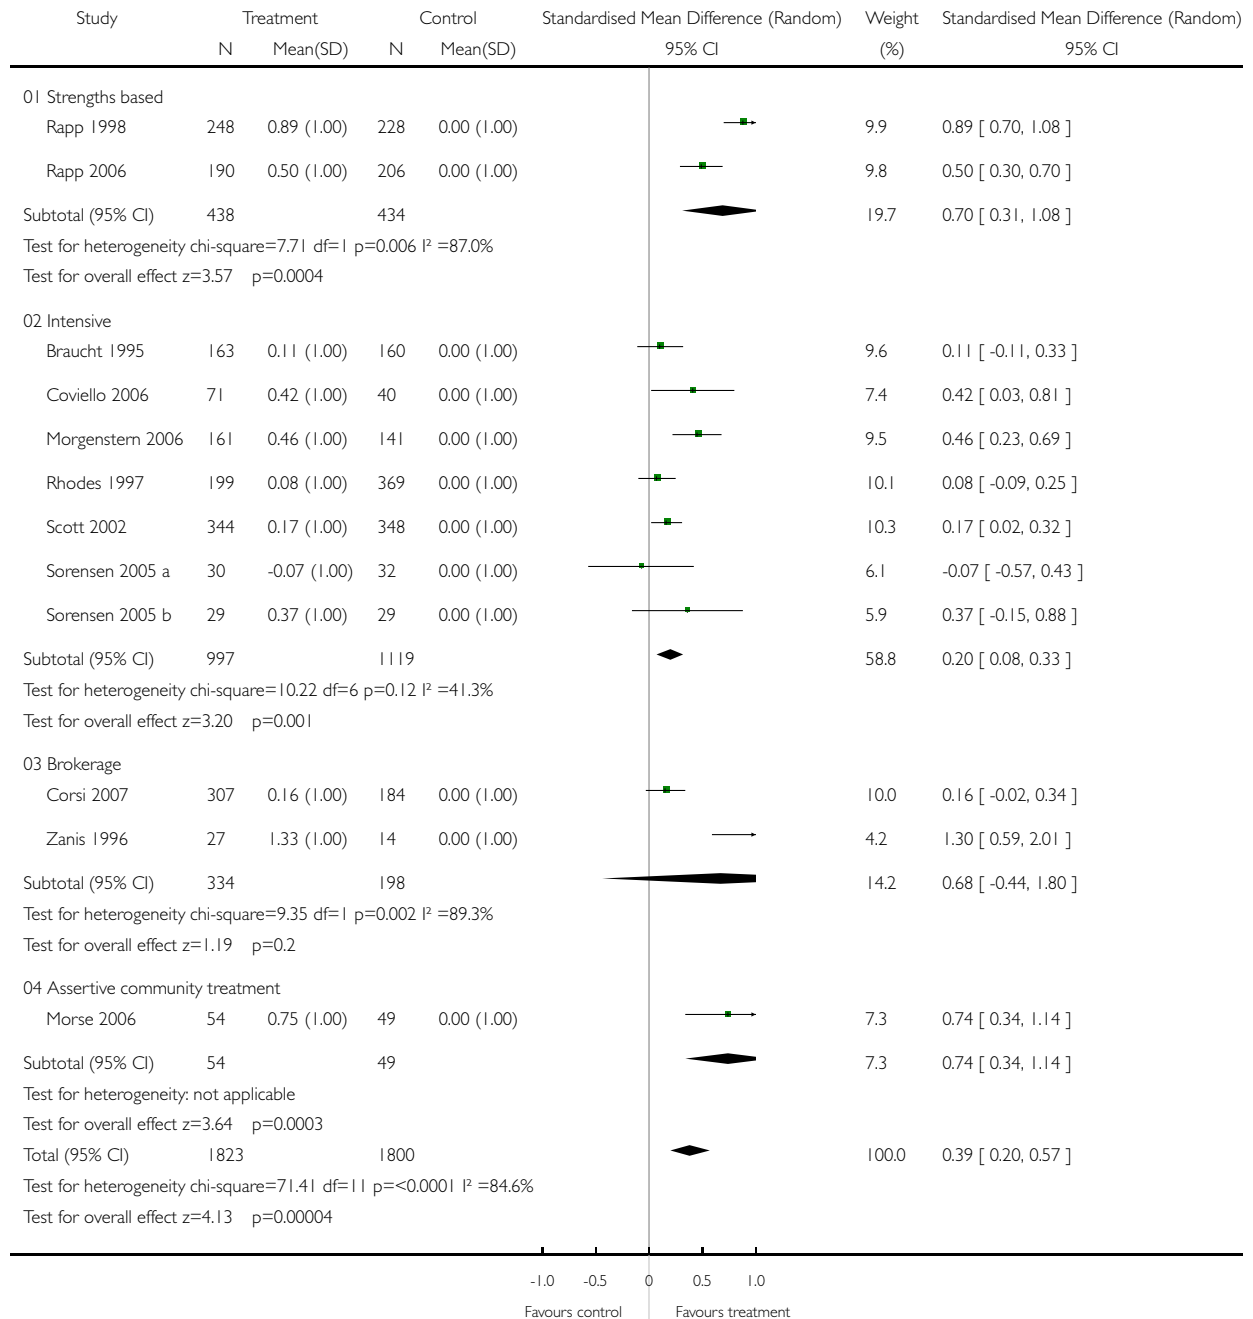 Study Treatment Control Standardised Mean Difference (Random) Weight Standardised Mean Difference (Random)
N Mean(SD) N Mean(SD) 95% CI (%) 95% CI
01 Strengths based
Rapp 1998 248 0.89 (1.00) 228 0.00 (1.00) 9.9 0.89 [ 0.70, 1.08 ]
Rapp 2006 190 0.50 (1.00) 206 0.00 (1.00) 9.8 0.50 [ 0.30, 0.70 ]
Subtotal (95% CI) 438 434 19.7 0.70 [ 0.31, 1.08 ]
Test for heterogeneity chi-square=7.71 df=1 p=0.006 I² =87.0%
Test for overall effect z=3.57 p=0.0004
02 Intensive
Braucht 1995 163 0.11 (1.00) 160 0.00 (1.00) 9.6 0.11 [ -0.11, 0.33 ]
Coviello 2006 71 0.42 (1.00) 40 0.00 (1.00) 7.4 0.42 [ 0.03, 0.81 ]
Morgenstern 2006 161 0.46 (1.00) 141 0.00 (1.00) 9.5 0.46 [ 0.23, 0.69 ]
Rhodes 1997 199 0.08 (1.00) 369 0.00 (1.00) 10.1 0.08 [ -0.09, 0.25 ]
Scott 2002 344 0.17 (1.00) 348 0.00 (1.00) 10.3 0.17 [ 0.02, 0.32 ]
Sorensen 2005 a 30 -0.07 (1.00) 32 0.00 (1.00) 6.1 -0.07 [ -0.57, 0.43 ]
Sorensen 2005 b 29 0.37 (1.00) 29 0.00 (1.00) 5.9 0.37 [ -0.15, 0.88 ]
Subtotal (95% CI) 997 1119 58.8 0.20 [ 0.08, 0.33 ]
Test for heterogeneity chi-square=10.22 df=6 p=0.12 I² =41.3%
Test for overall effect z=3.20 p=0.001
03 Brokerage
Corsi 2007 307 0.16 (1.00) 184 0.00 (1.00) 10.0 0.16 [ -0.02, 0.34 ]
Zanis 1996 27 1.33 (1.00) 14 0.00 (1.00) 4.2 1.30 [ 0.59, 2.01 ]
Subtotal (95% CI) 334 198 14.2 0.68 [ -0.44, 1.80 ]
Test for heterogeneity chi-square=9.35 df=1 p=0.002 I² =89.3%
Test for overall effect z=1.19 p=0.2
04 Assertive community treatment
Morse 2006 54 0.75 (1.00) 49 0.00 (1.00) 7.3 0.74 [ 0.34, 1.14 ]
Subtotal (95% CI) 54 49 7.3 0.74 [ 0.34, 1.14 ]
Test for heterogeneity: not applicable
Test for overall effect z=3.64 p=0.0003
Total (95% CI) 1823 1800 100.0 0.39 [ 0.20, 0.57 ]
Test for heterogeneity chi-square=71.41 df=11 p=<0.0001 I² =84.6%
Test for overall effect z=4.13 p=0.00004
-1.0 -0.5 0 0.5 1.0
Favours control Favours treatment